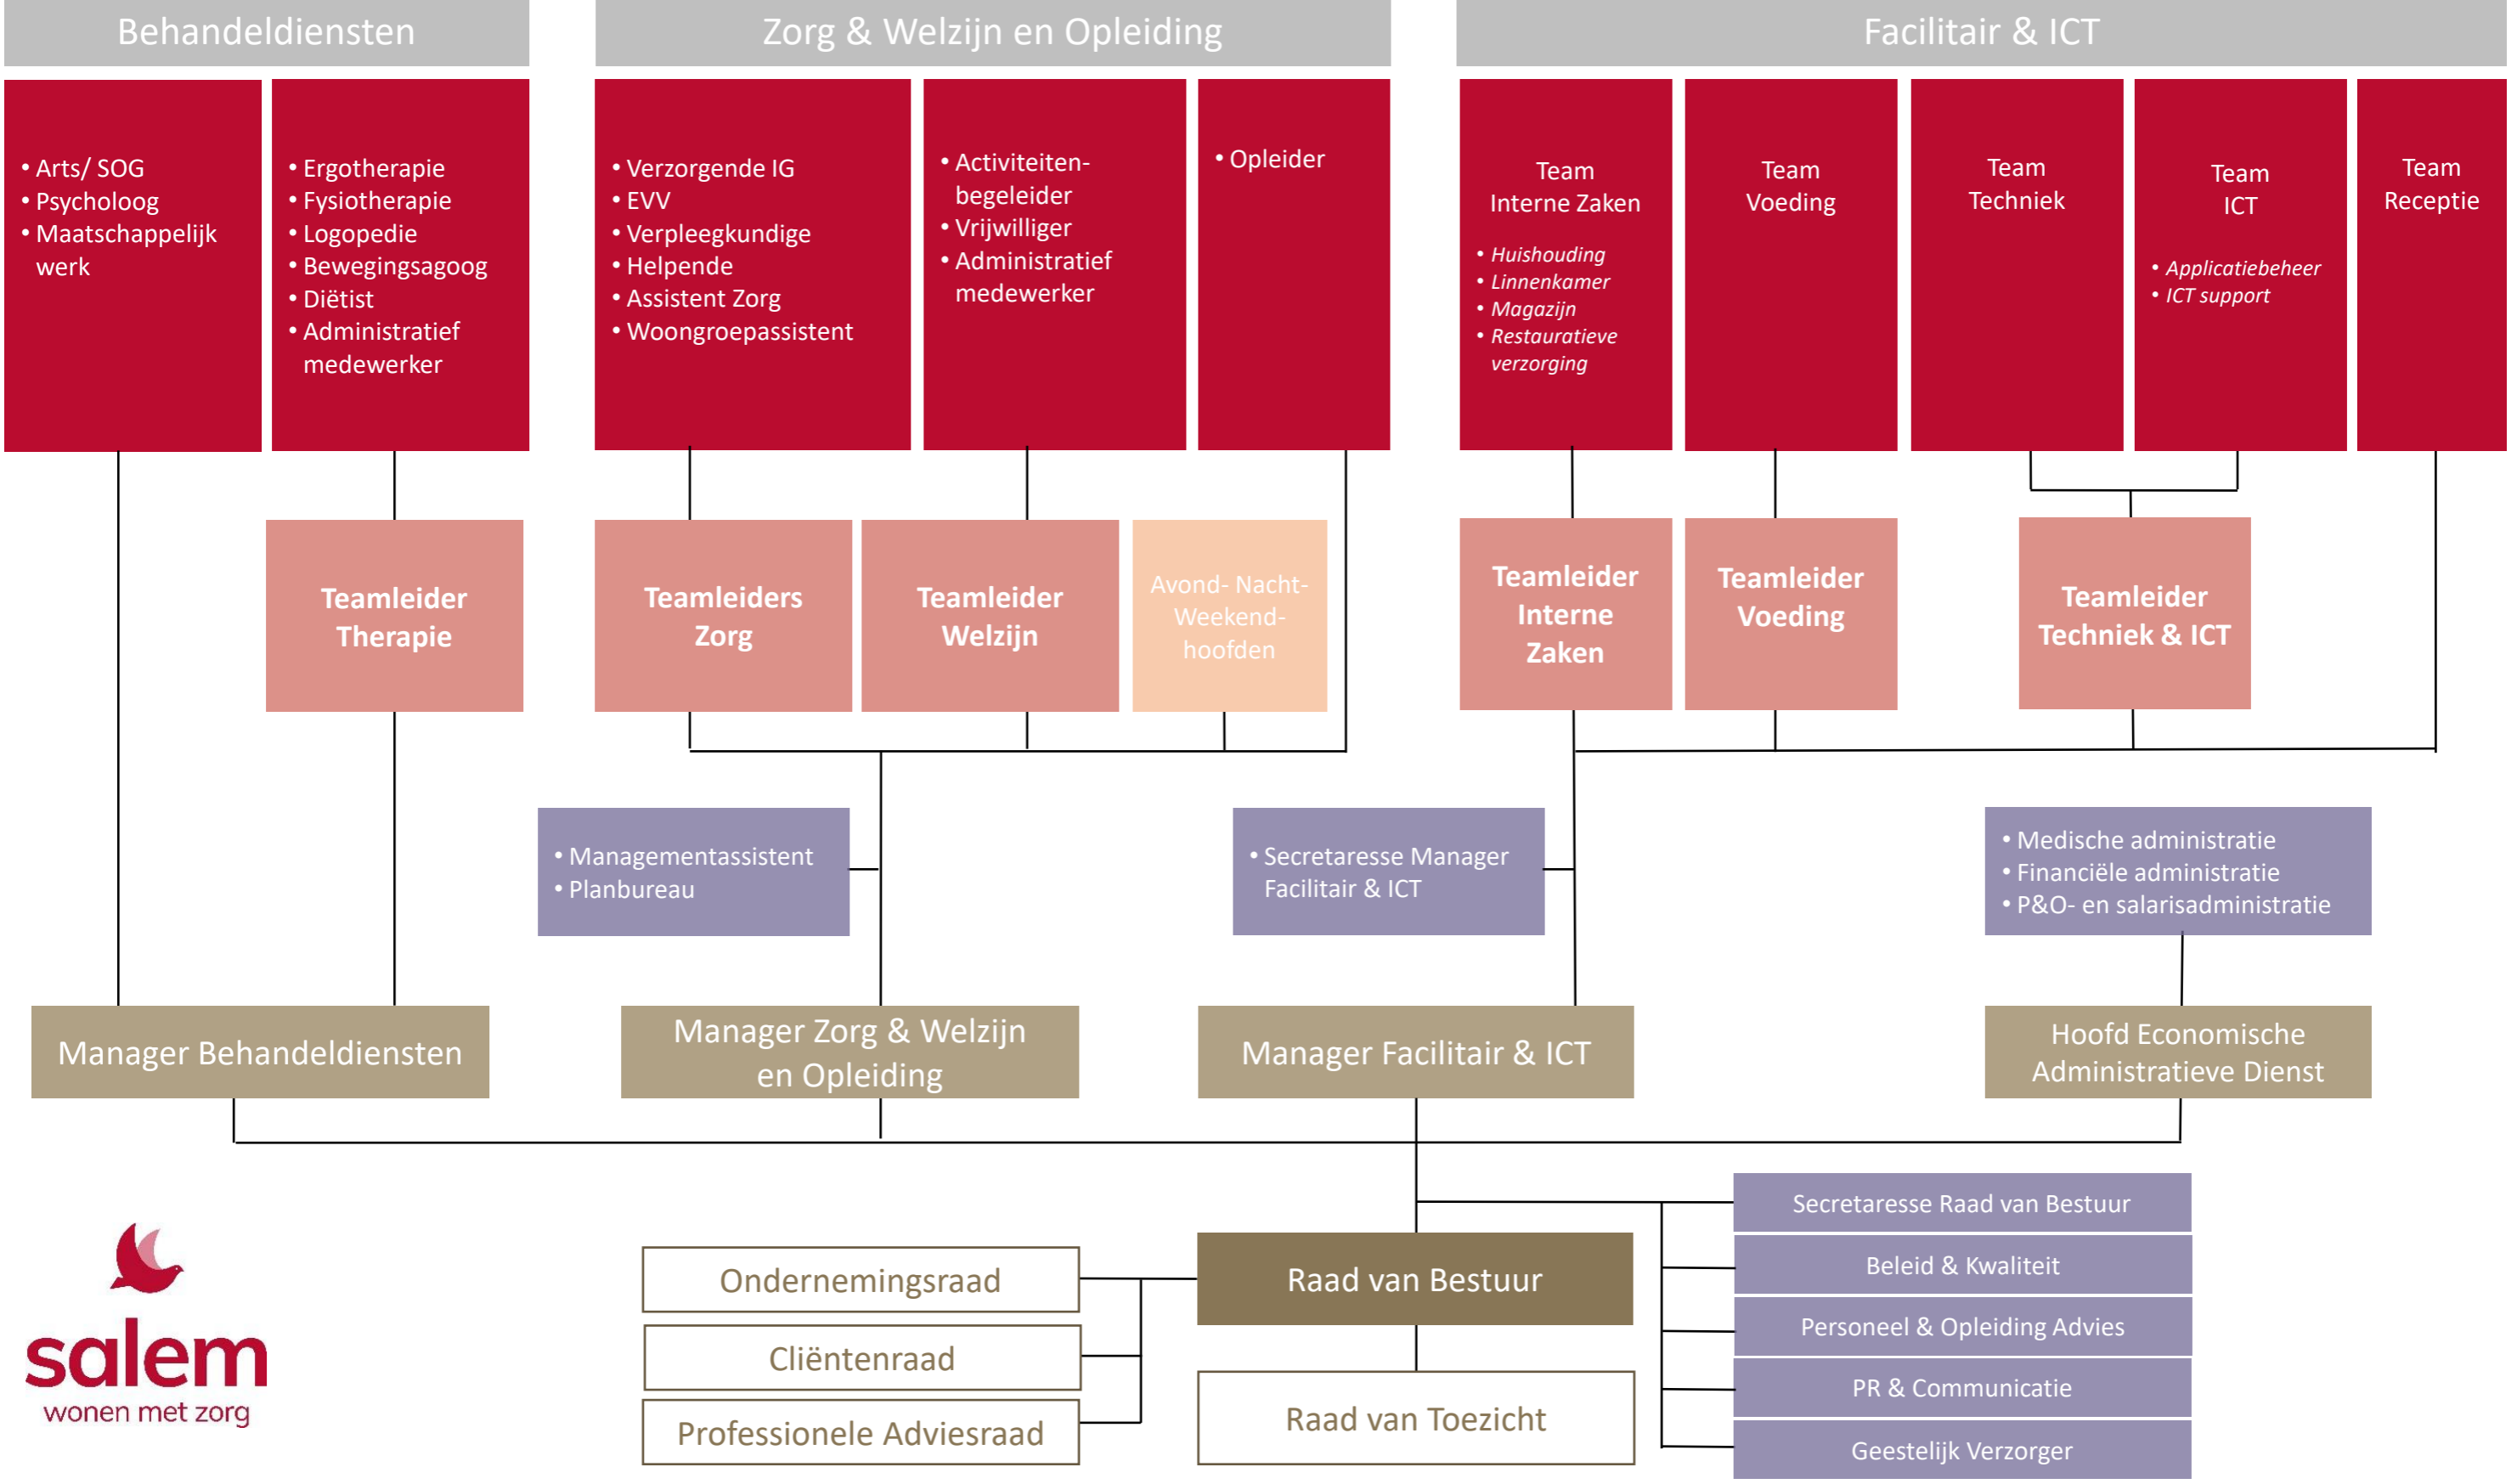 Behandeldiensten
Zorg & Welzijn en Opleiding
Facilitair & ICT
• Arts/ SOG
• Psycholoog
• Maatschappelijk
werk
• Ergotherapie
• Fysiotherapie
• Logopedie
• Bewegingsagoog
• Diëtist
• Administratief
medewerker
• Verzorgende IG
• EVV
• Verpleegkundige
• Helpende
• Assistent Zorg
• Woongroepassistent
• Activiteiten-
begeleider
• Vrijwilliger
• Administratief
medewerker
• Opleider
Team
Interne Zaken
• Huishouding
• Linnenkamer
• Magazijn
• Restauratieve
verzorging
Team
Voeding
Team
Techniek
Team
ICT
• Applicatiebeheer
• ICT support
Team
Receptie
Teamleider
Therapie
Teamleiders
Zorg
Teamleider
Welzijn
Avond- Nacht-
Weekend-
hoofden
Teamleider
Interne
Zaken
Teamleider
Voeding
Teamleider
Techniek & ICT
• Managementassistent
• Planbureau
• Secretaresse Manager
Facilitair & ICT
• Medische administratie
• Financiële administratie
• P&O- en salarisadministratie
Manager Behandeldiensten
Manager Zorg & Welzijn
en Opleiding
Manager Facilitair & ICT
Hoofd Economische
Administratieve Dienst
Ondernemingsraad
Cliëntenraad
Professionele Adviesraad
Raad van Bestuur
Raad van Toezicht
Secretaresse Raad van Bestuur
Beleid & Kwaliteit
Personeel & Opleiding Advies
PR & Communicatie
Geestelijk Verzorger
salem
wonen met zorg